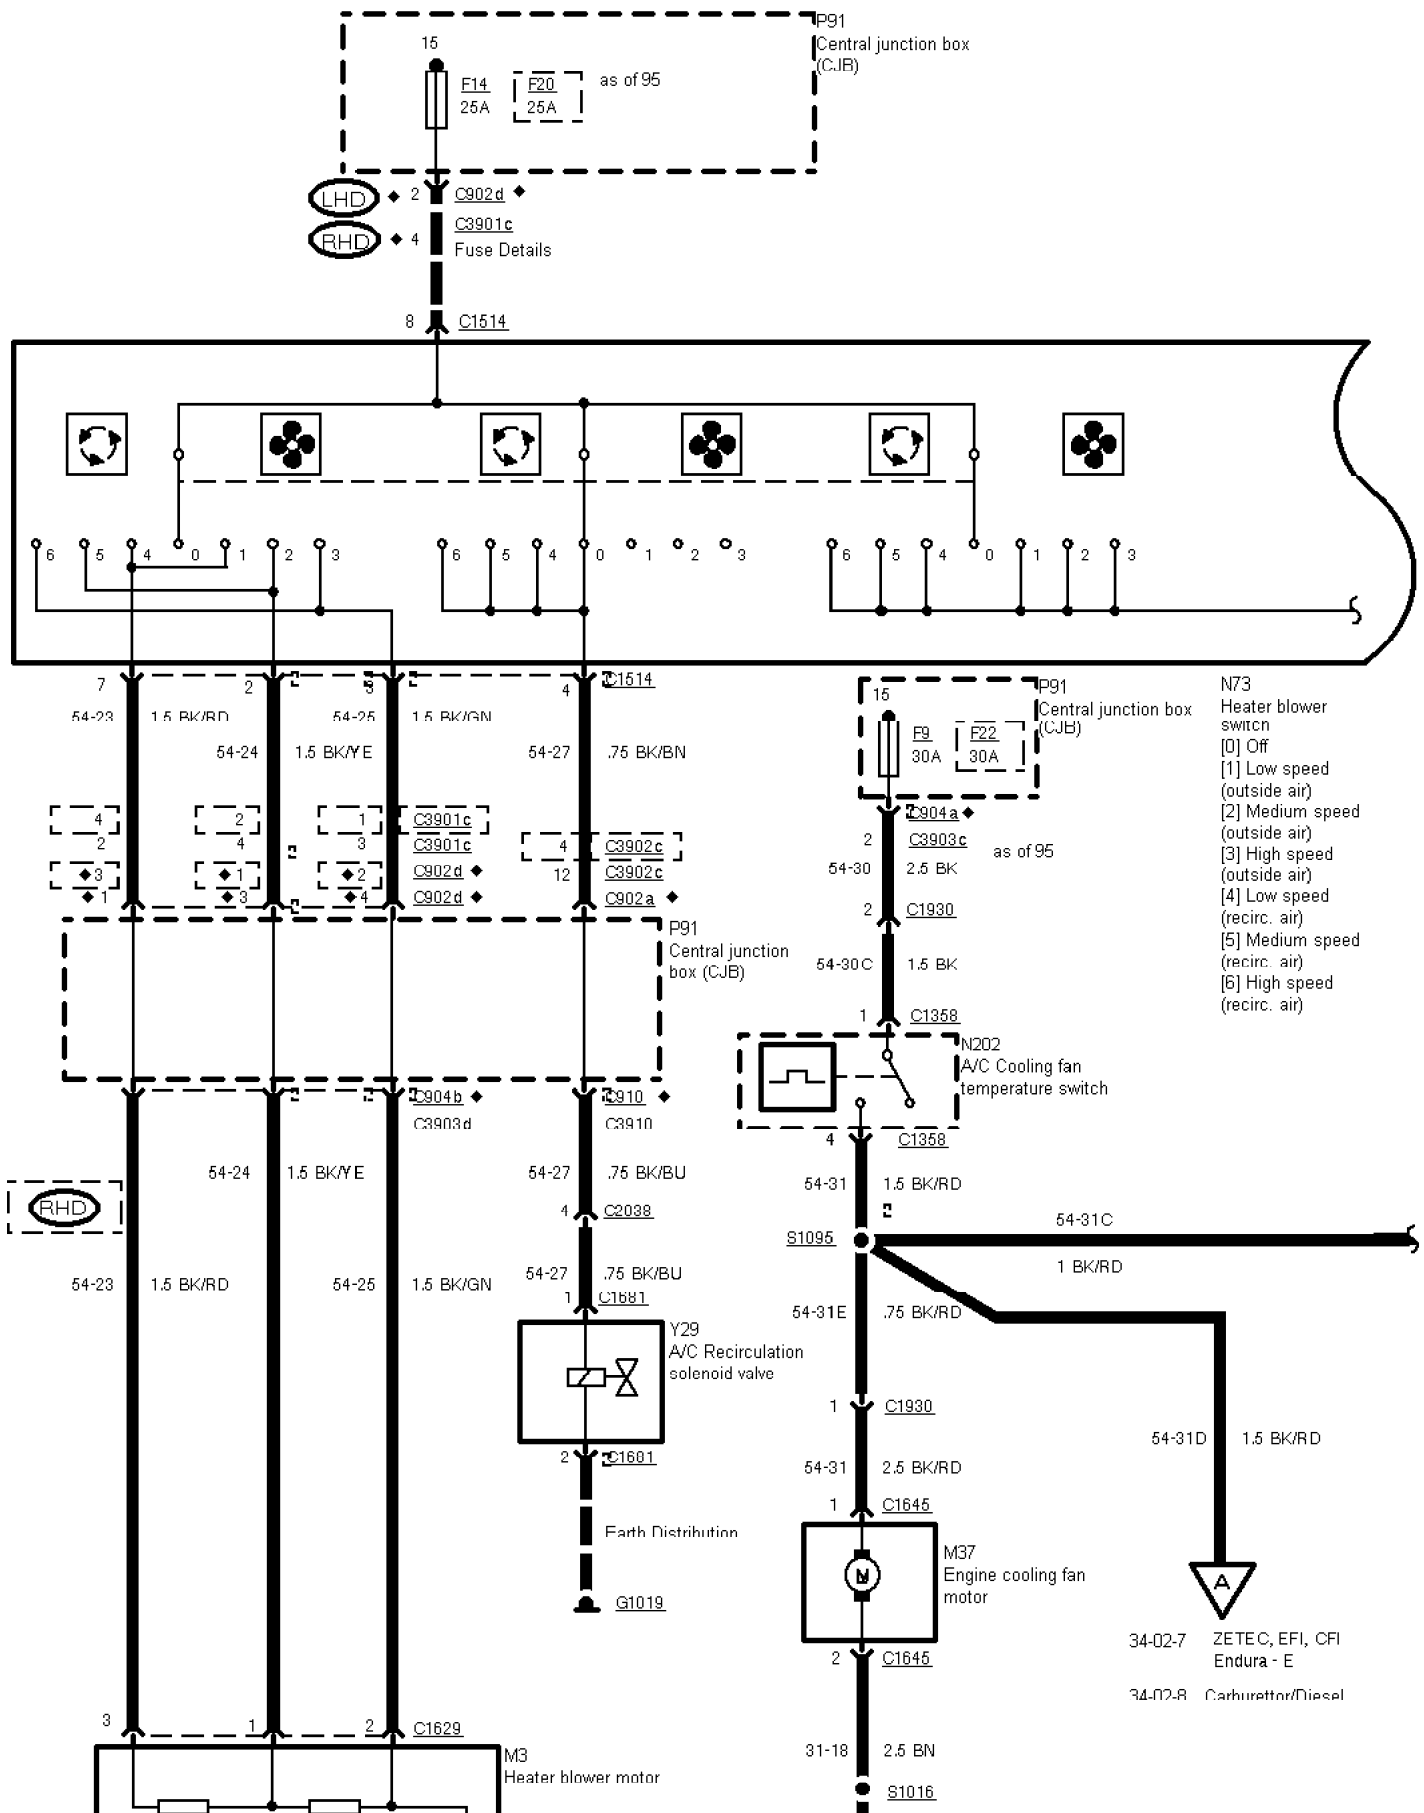 P91
Central junction box
(CJB)
15
F14
25A
F20
25A
as of 95
LHD
2
C902d
C3901c
RHD
4
Fuse Details
8
C1514
6
5
4
0
1
2
3
6
5
4
0
1
2
3
6
5
4
0
1
2
3
7
2
3
4
C1514
54-23
1.5 BK/RD
54-25
1.5 BK/GN
54-24
1.5 BK/YE
54-27
.75 BK/BN
4
2
1
C3901c
2
4
3
C3901c
4
C3902c
3
1
2
C902d
12
C3902c
1
3
4
C902d
C902a
P91
Central junction
box (CJB)
15
P91
Central junction box
(CJB)
F9
30A
F22
30A
C904a
2
C3903c
as of 95
54-30
2.5 BK
2
C1930
54-30C
1.5 BK
1
C1358
N73
Heater blower
switch
[0] Off
[1] Low speed
(outside air)
[2] Medium speed
(outside air)
[3] High speed
(outside air)
[4] Low speed
(recirc. air)
[5] Medium speed
(recirc. air)
[6] High speed
(recirc. air)
N202
A/C Cooling fan
temperature switch
4
C1358
C904b
C3903d
C910
C3910
54-24
1.5 BK/YE
54-27
.75 BK/BU
54-31
1.5 BK/RD
RHD
4
C2038
S1095
54-31C
1 BK/RD
54-23
1.5 BK/RD
54-25
1.5 BK/GN
54-27
.75 BK/BU
1
C1681
54-31E
.75 BK/RD
Y29
A/C Recirculation
solenoid valve
1
C1930
54-31D
1.5 BK/RD
2
C1681
54-31
2.5 BK/RD
1
C1645
Earth Distribution
M37
Engine cooling fan
motor
M
A
G1019
34-02-7
ZETEC, EFI, CFI
Endura - E
34-02-8
Carburettor/Diesel
2
C1645
3
1
2
C1629
M3
Heater blower motor
31-18
2.5 BN
S1016